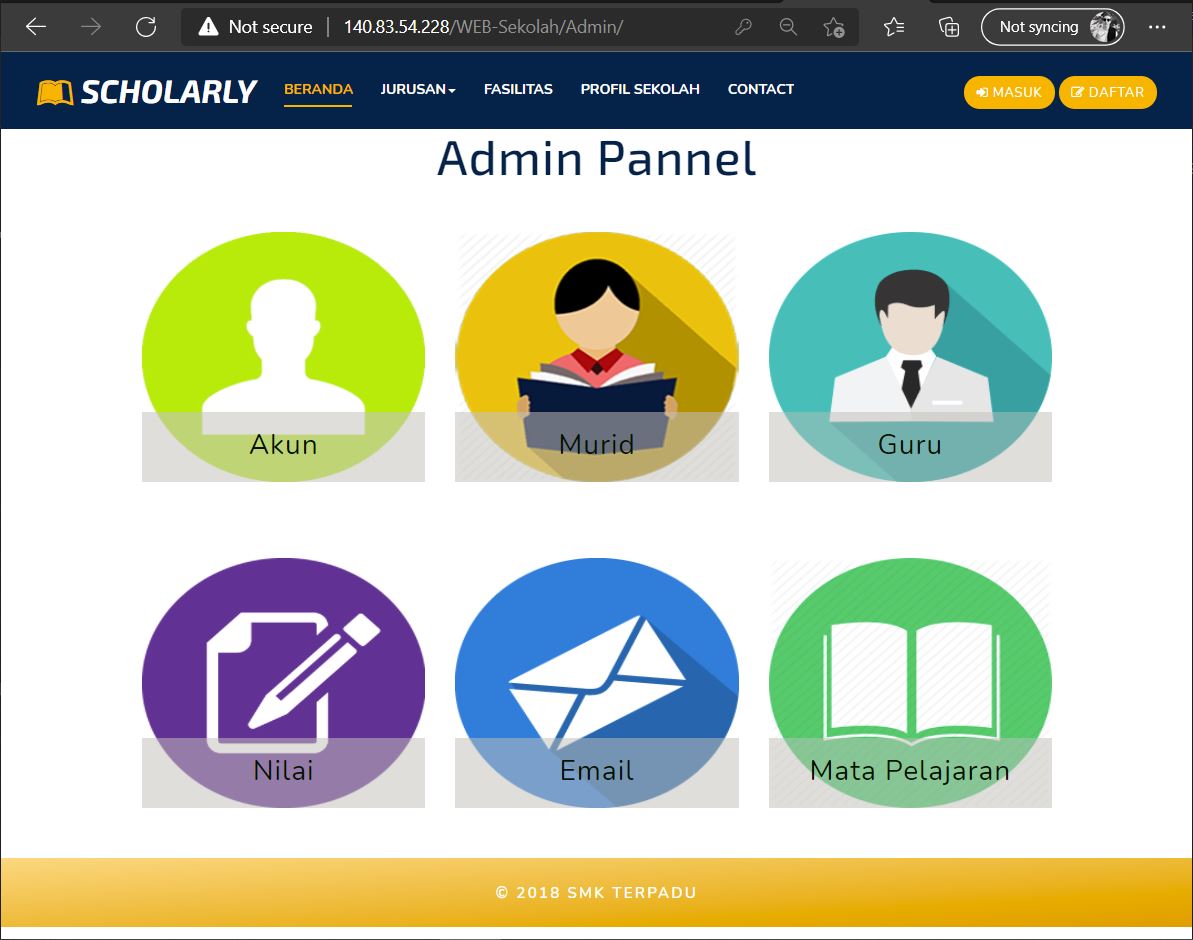 Not secure | 140.83.54.228/WEB-Sekolah/Admin/
Not syncing
SCHOLARLY
BERANDA JURUSAN FASILITAS PROFIL SEKOLAH CONTACT
MASUK DAFTAR
Admin Pannel
Akun Murid Guru
Nilai Email Mata Pelajaran
© 2018 SMK TERPADU